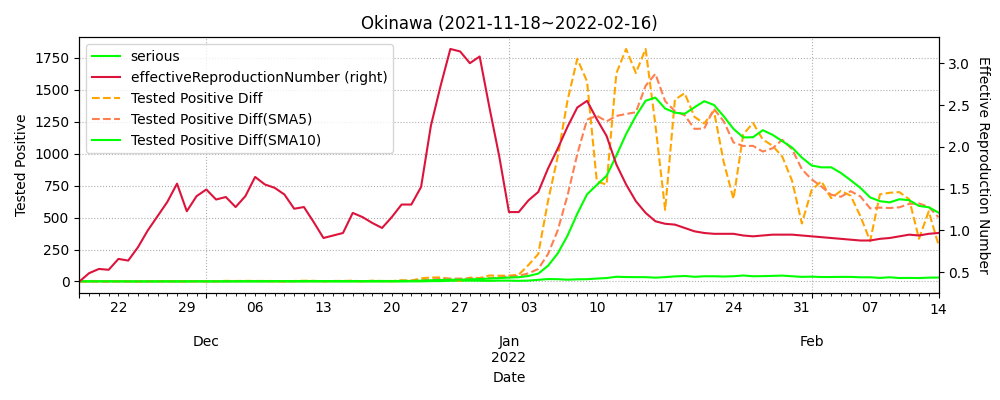 Okinawa (2021-11-18~2022-02-16)
serious
effectiveReproductionNumber (right)
Tested Positive Diff
Tested Positive Diff(SMA5)
Tested Positive Diff(SMA10)
Tested Positive
1750
1500
1250
1000
750
500
250
0
Effective Reproduction Number
3.0
2.5
2.0
1.5
1.0
0.5
22 29 06 13 20 27 03 10 17 24 31 07 14
Dec Jan Feb
2022
Date